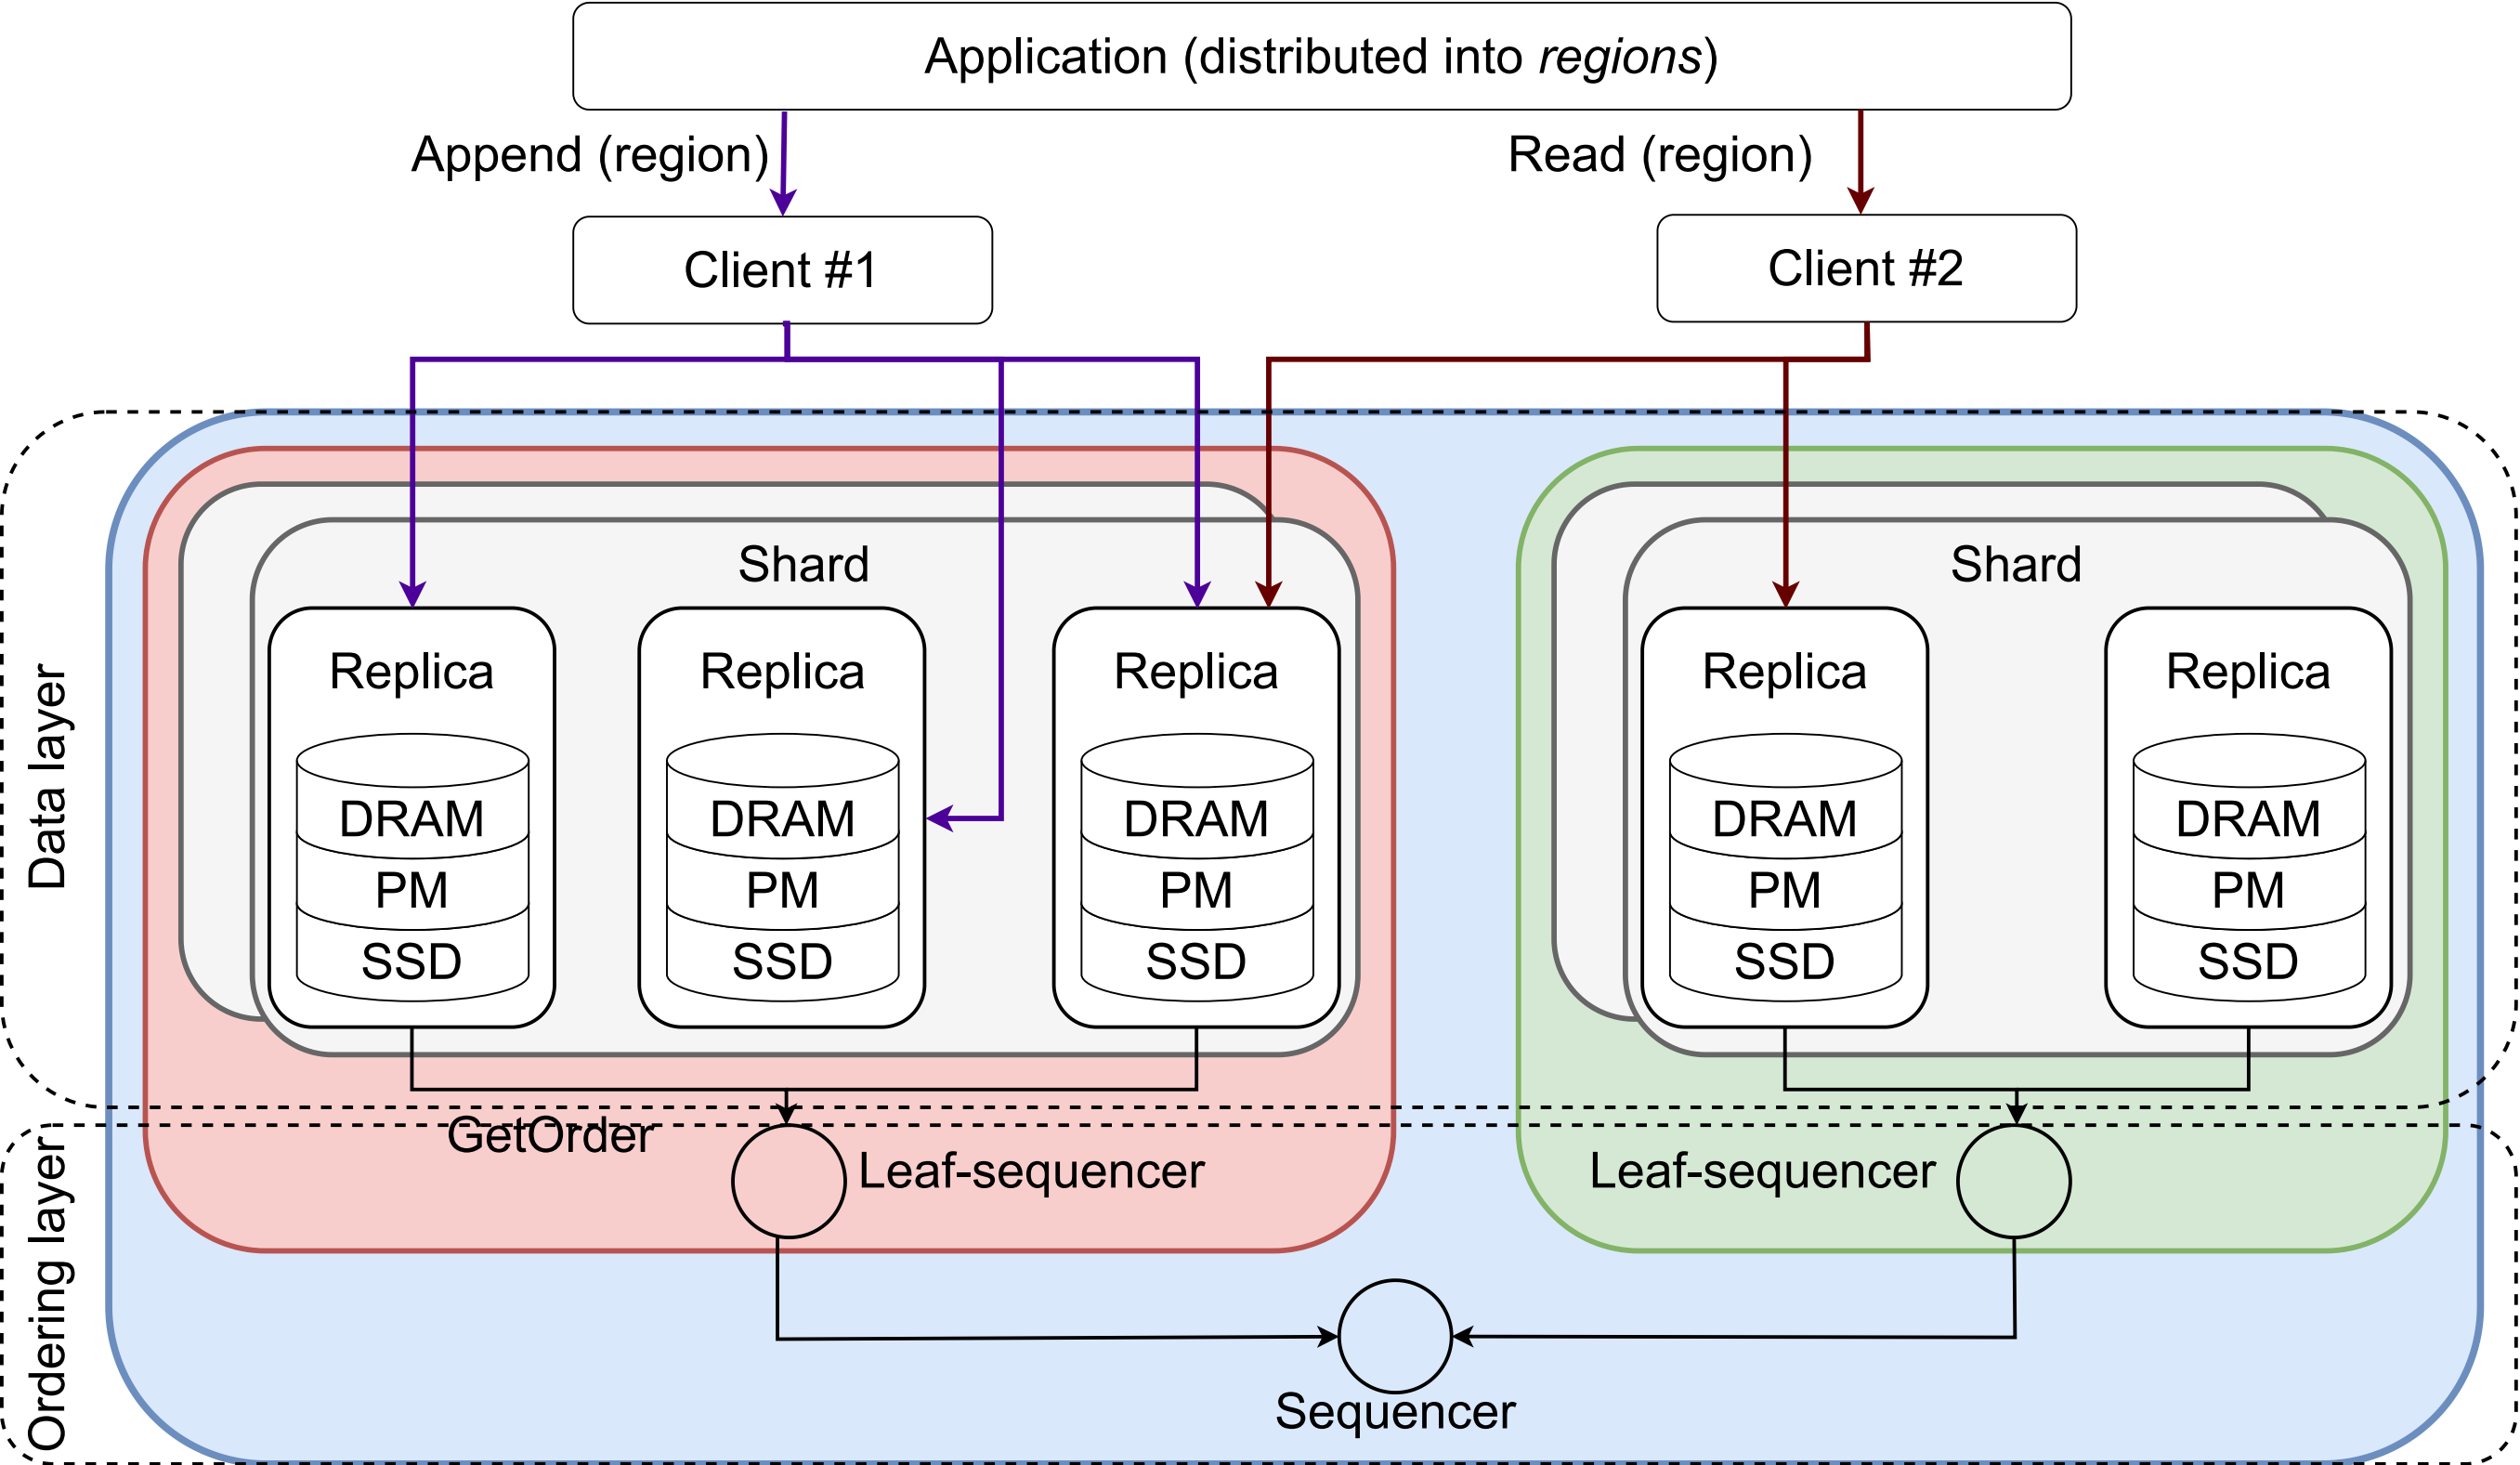 Application (distributed into regions)
Append (region)
Read (region)
Client #1
Client #2
Data layer
Shard
Shard
Replica
Replica
Replica
Replica
Replica
DRAM
DRAM
DRAM
DRAM
DRAM
PM
PM
PM
PM
PM
SSD
SSD
SSD
SSD
SSD
Ordering layer
GetOrder
Leaf-sequencer
Leaf-sequencer
Sequencer